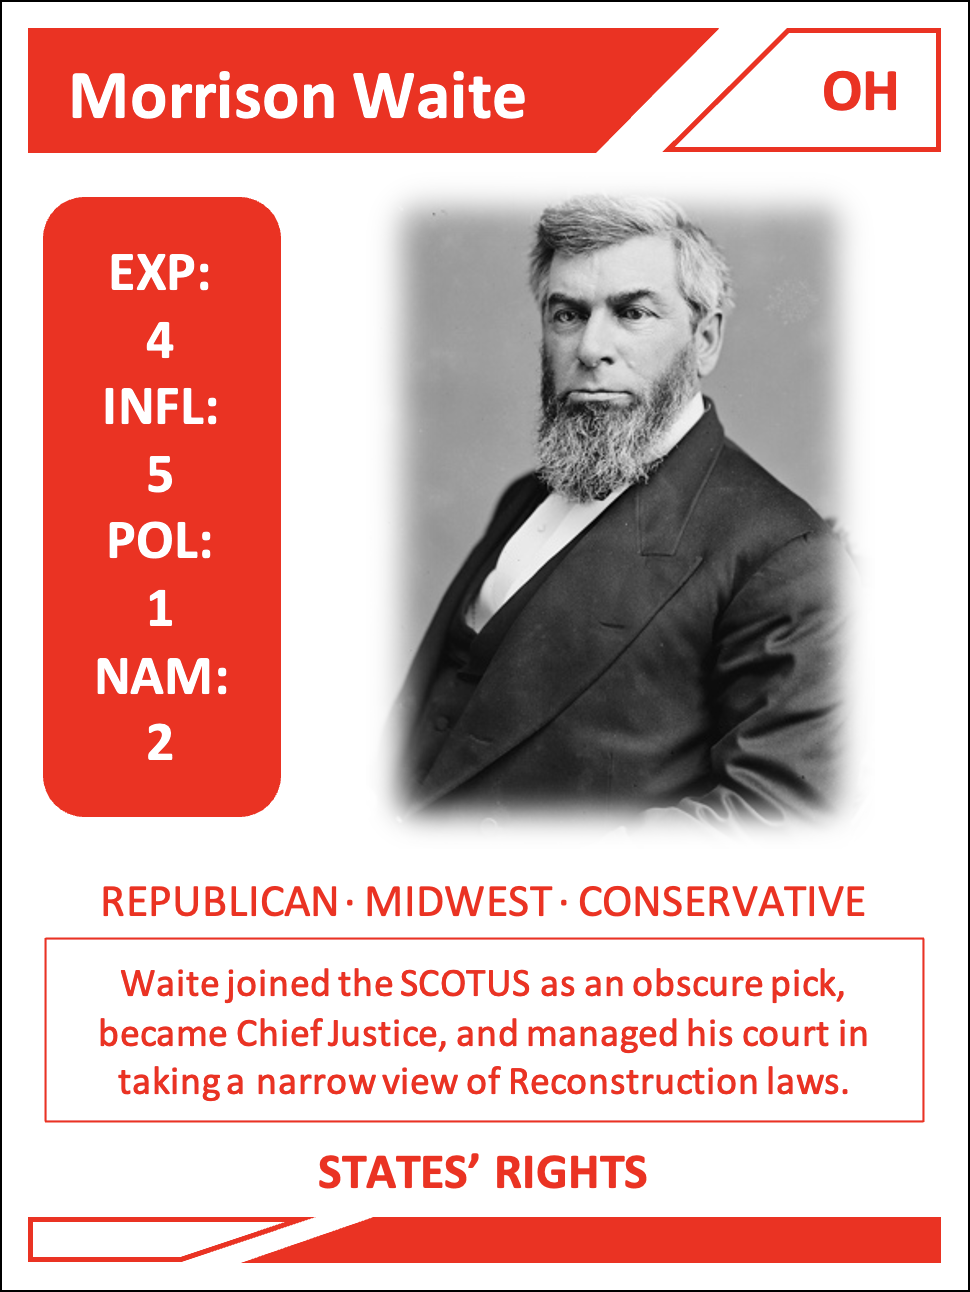 Morrison Waite
OH
EXP:
4
INFL:
5
POL:
1
NAM:
2
REPUBLICAN · MIDWEST · CONSERVATIVE
Waite joined the SCOTUS as an obscure pick,
became Chief Justice, and managed his court in
taking a narrow view of Reconstruction laws.
STATES’ RIGHTS